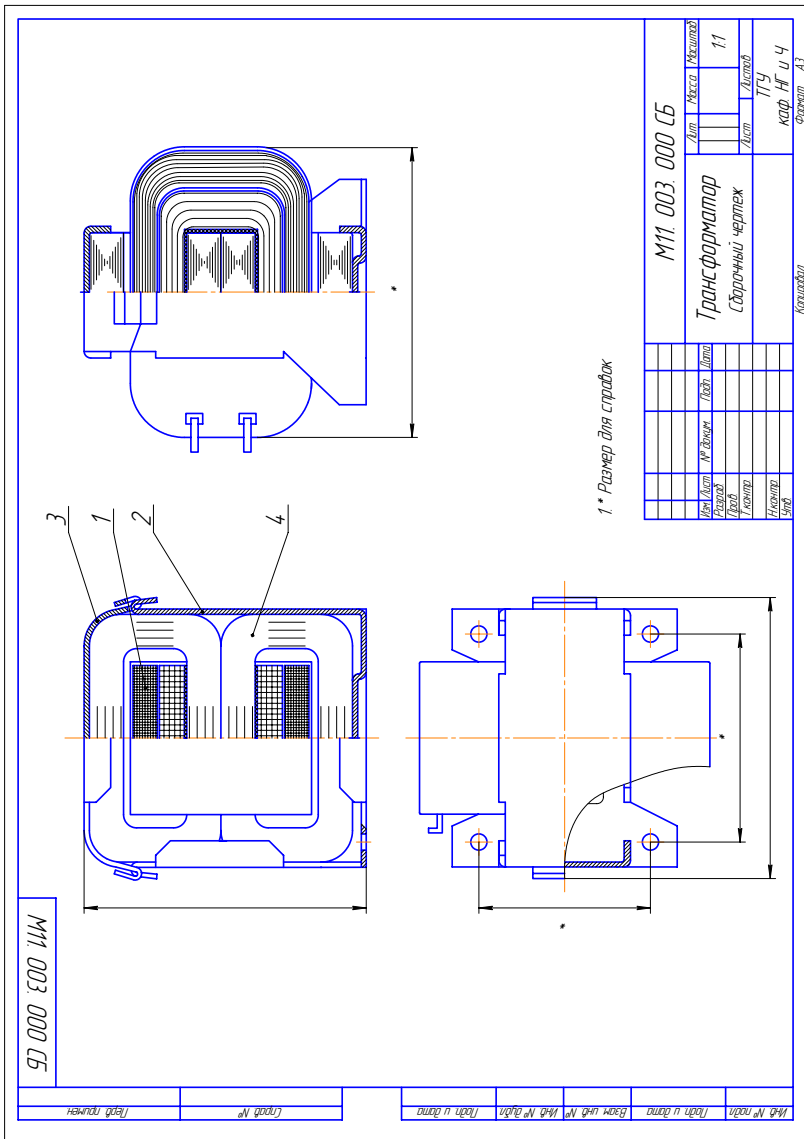 М11. 003. 000 СБ
Перв. примен.
Справ. №
Подп. и дата
Инв. № дубл.
Взам. инв. №
Подп. и дата
Инв. № подл.
3
1
2
4
*
*
*
1.* Размер для справок
М11. 003. 000 СБ
Изм. Лист № докум. Подп. Дата
Разраб.
Пров.
Т.контр.
Н.контр.
Утв.
Трансформатор
Сборочный чертеж
Лит. Масса Масштаб
1:1
Лист Листов
ТГУ
каф. НГ и Ч
Копировал Формат А3